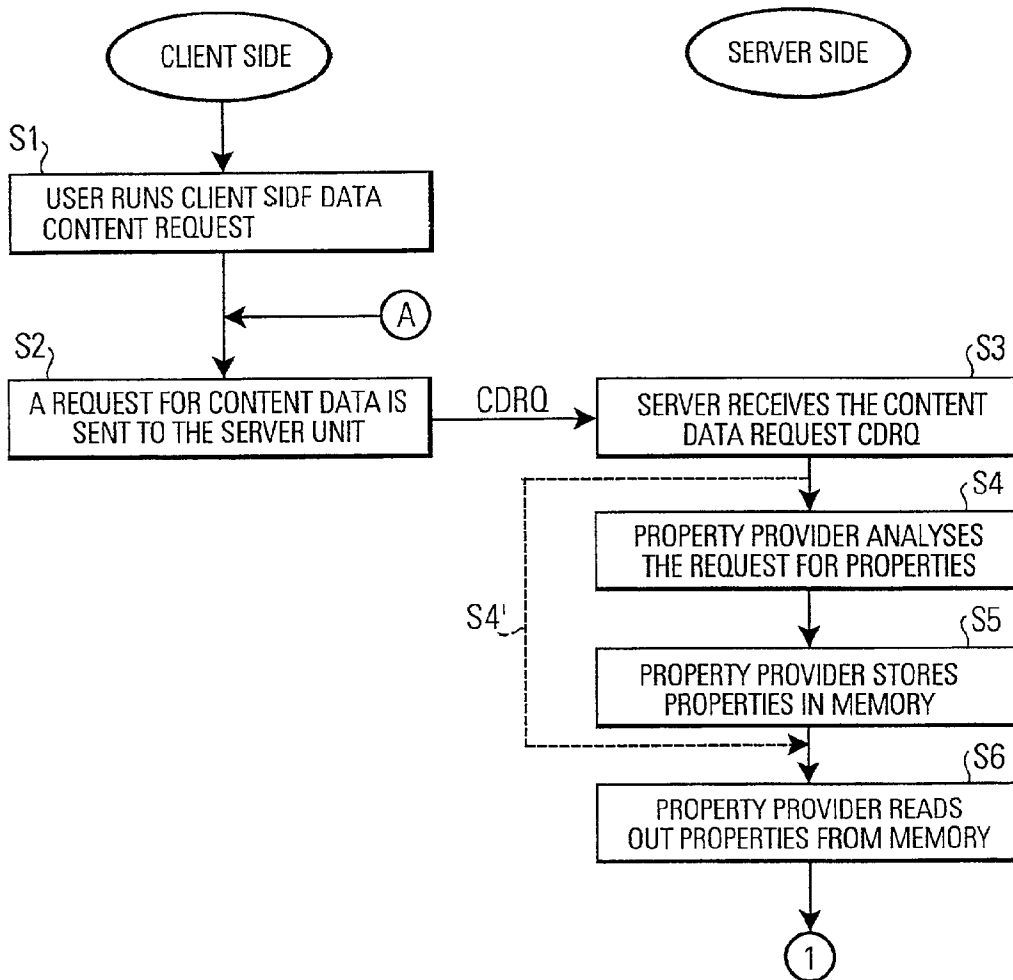 CLIENT SIDE
SERVER SIDE
S1
USER RUNS CLIENT SIDF DATA
CONTENT REQUEST
A
S2
A REQUEST FOR CONTENT DATA IS
SENT TO THE SERVER UNIT
CDRQ
S3
SERVER RECEIVES THE CONTENT
DATA REQUEST CDRQ
S4
PROPERTY PROVIDER ANALYSES
THE REQUEST FOR PROPERTIES
S4'
S5
PROPERTY PROVIDER STORES
PROPERTIES IN MEMORY
S6
PROPERTY PROVIDER READS
OUT PROPERTIES FROM MEMORY
1